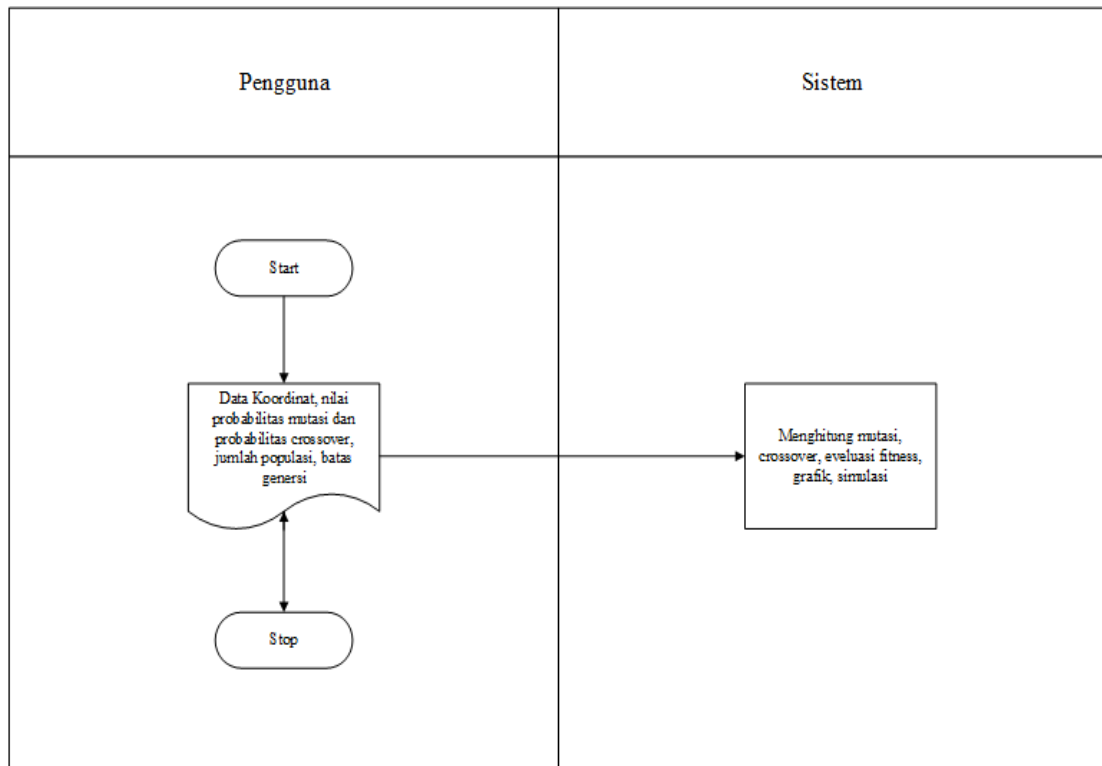 Pengguna
Sistem
Start
Data Koordinat, nilai
probabilitas mutasi dan
probabilitas crossover,
jumlah populasi, batas
genersi
Menghitung mutasi,
crossover, eveluasi fitness,
grafik, simulasi
Stop